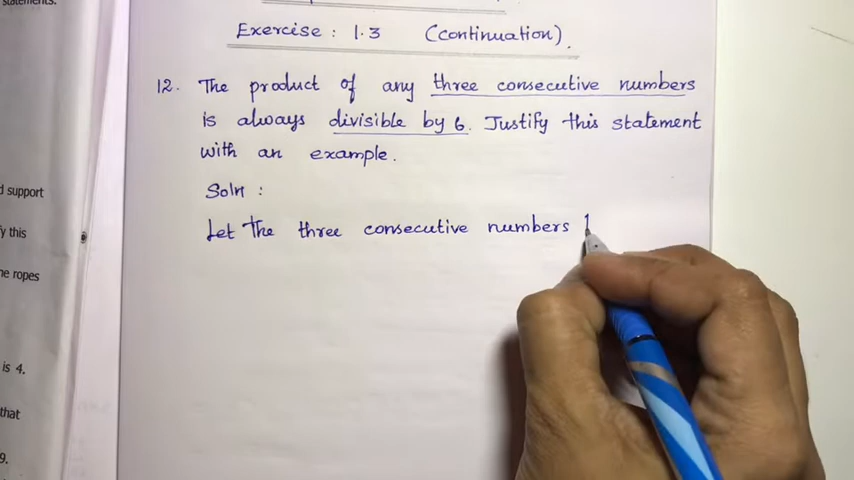 statements.
Exercise : 1.3 (continuation).
12. The product of any three consecutive numbers
is always divisible by 6. Justify this statement
with an example.
Soln :
Let the three consecutive numbers
support
fy this
ne ropes
is 4.
that
9.